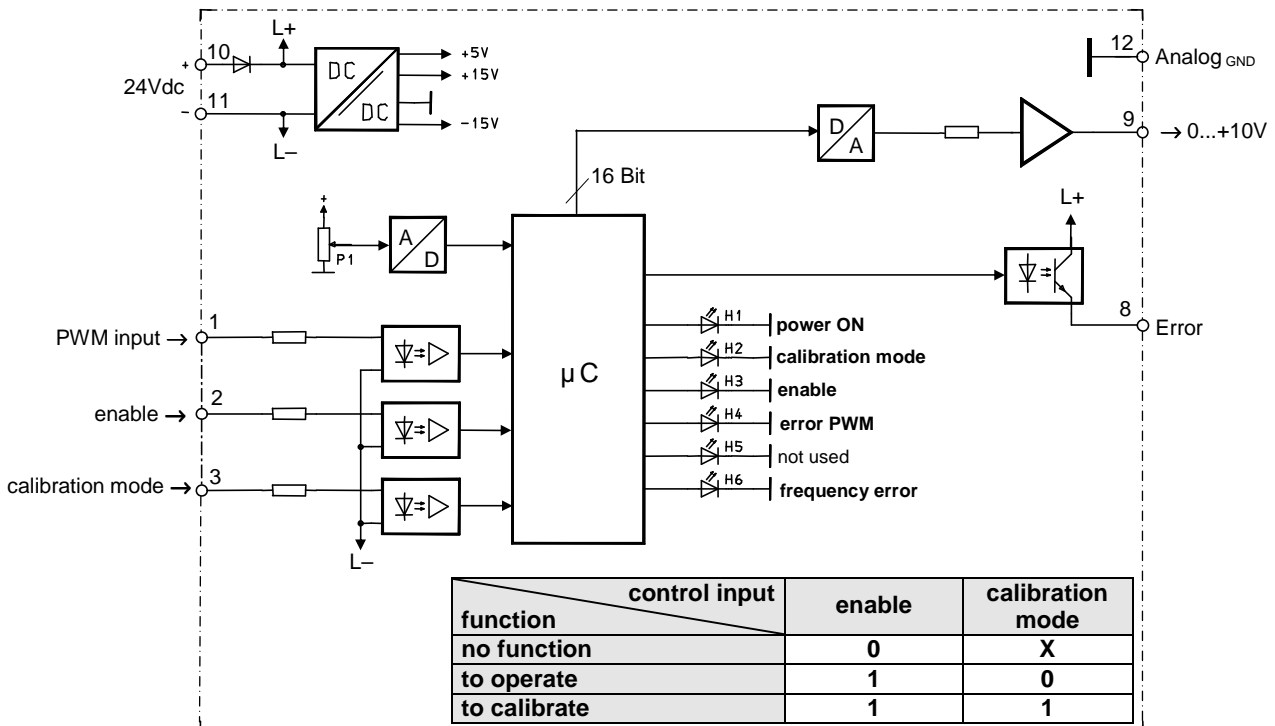 L+
10
+
24Vdc
11
−
L−
DC
DC
+5V
+15V
−15V
12
Analog GND
D
A
9
→ 0...+10V
16 Bit
+
P1
A
D
L+
8
Error
PWM input →
1
enable →
2
calibration mode →
3
L−
µC
H1 power ON
H2 calibration mode
H3 enable
H4 error PWM
H5 not used
H6 frequency error
control input
function
enable
calibration
mode
no function 0 X
to operate 1 0
to calibrate 1 1